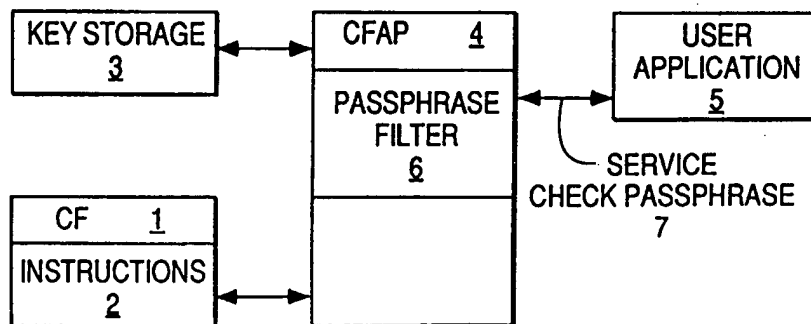 KEY STORAGE
3
CFAP 4
PASSPHRASE
FILTER
6
USER
APPLICATION
5
SERVICE
CHECK PASSPHRASE
7
CF 1
INSTRUCTIONS
2